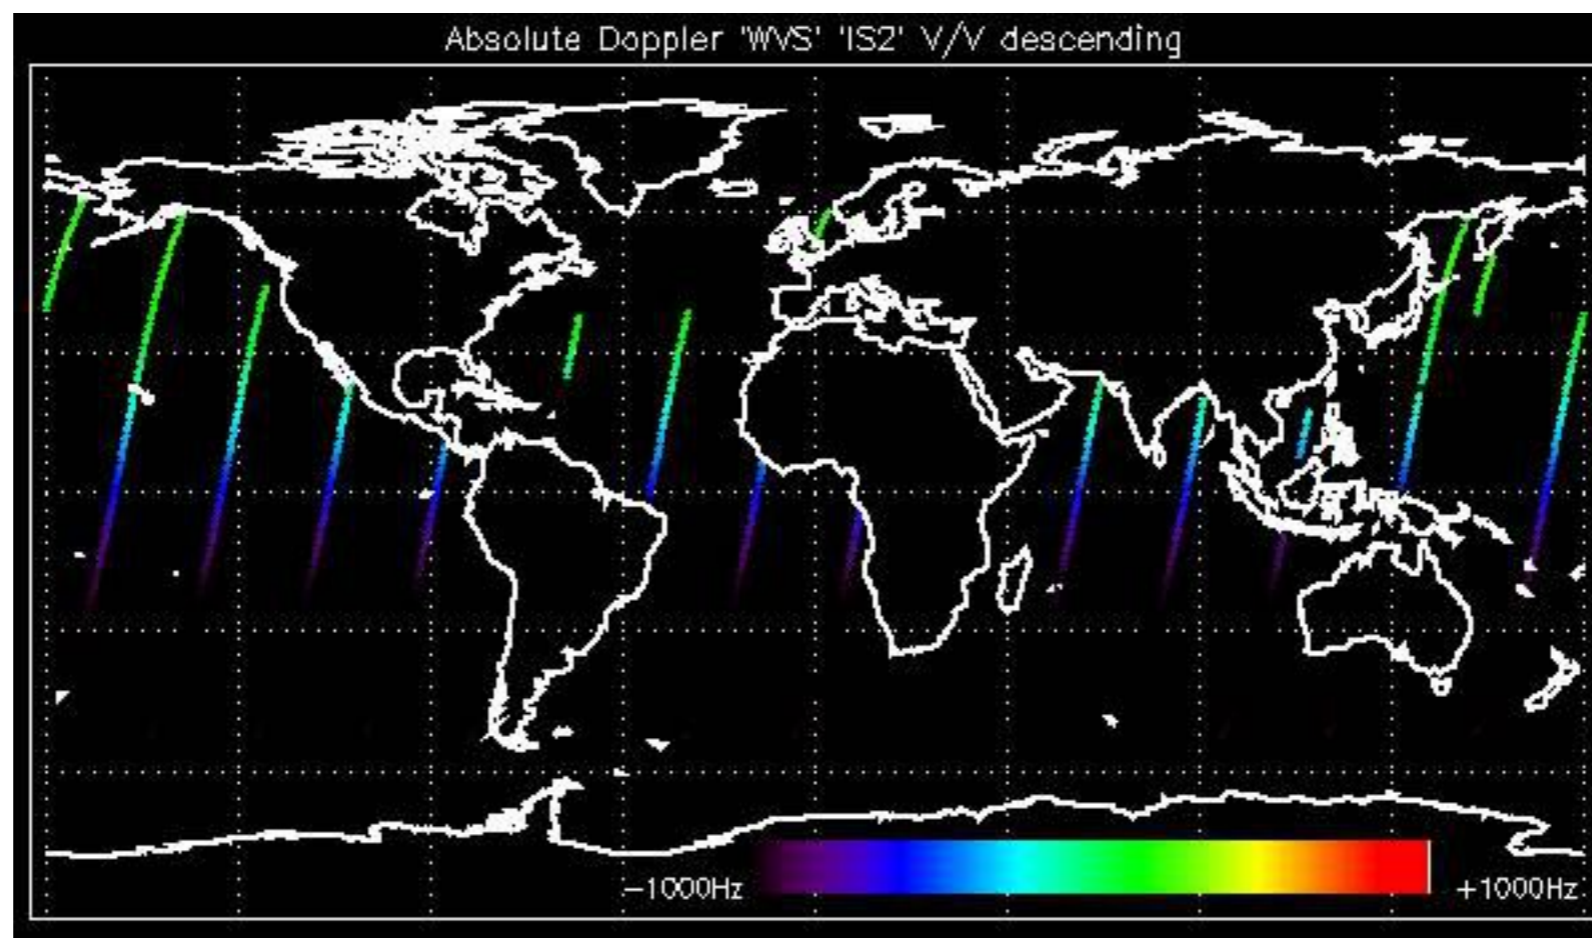 Absolute Doppler 'WVS' 'IS2' V/V descending
-1000Hz +1000Hz